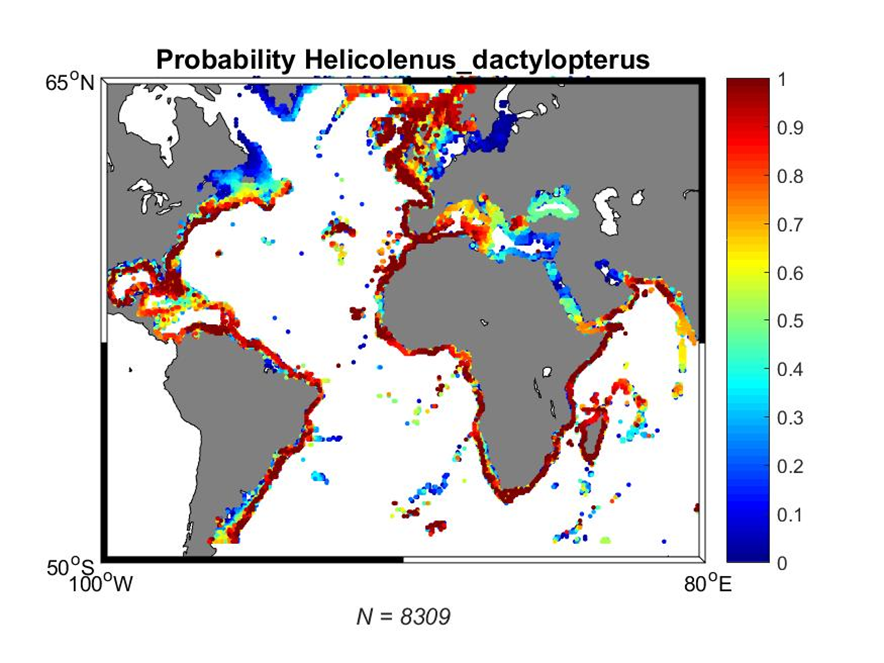 Probability Helicolenus_dactylopterus
65°N
50°S
100°W
80°E
1
0.9
0.8
0.7
0.6
0.5
0.4
0.3
0.2
0.1
0
N = 8309